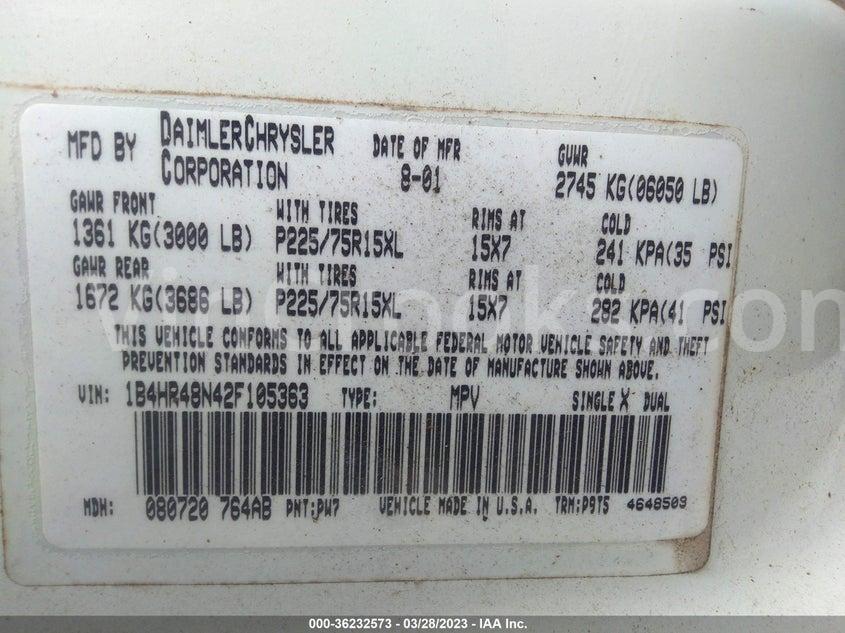 MFD BY DAIMLERCHRYSLER CORPORATION DATE OF MFR 8-01 GVWR 2745 KG(06050 LB)
GAWR FRONT WITH TIRES RIMS AT COLD
1361 KG(3000 LB) P225/75R15XL 15X7 241 KPA(35 PSI
GAWR REAR WITH TIRES RIMS AT COLD
1672 KG(3686 LB) P225/75R15XL 15X7 282 KPA(41 PSI
THIS VEHICLE CONFORMS TO ALL APPLICABLE FEDERAL MOTOR VEHICLE SAFETY AND THEFT
PREVENTION STANDARDS IN EFFECT ON THE DATE OF MANUFACTURE SHOWN ABOVE.
VIN: 1B4HR48N42F105363 TYPE: MPV SINGLE X DUAL
MDH: 080720 764AB PNT:PW7 VEHICLE MADE IN U.S.A. TRM:P9T5 4648503
000-36232573 - 03/28/2023 - IAA Inc.